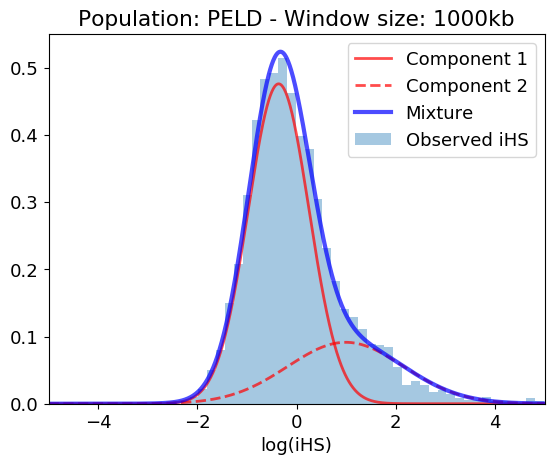 Population: PELD - Window size: 1000kb
Component 1
Component 2
Mixture
Observed iHS
0.5
0.4
0.3
0.2
0.1
0.0
−4 −2 0 2 4
log(iHS)